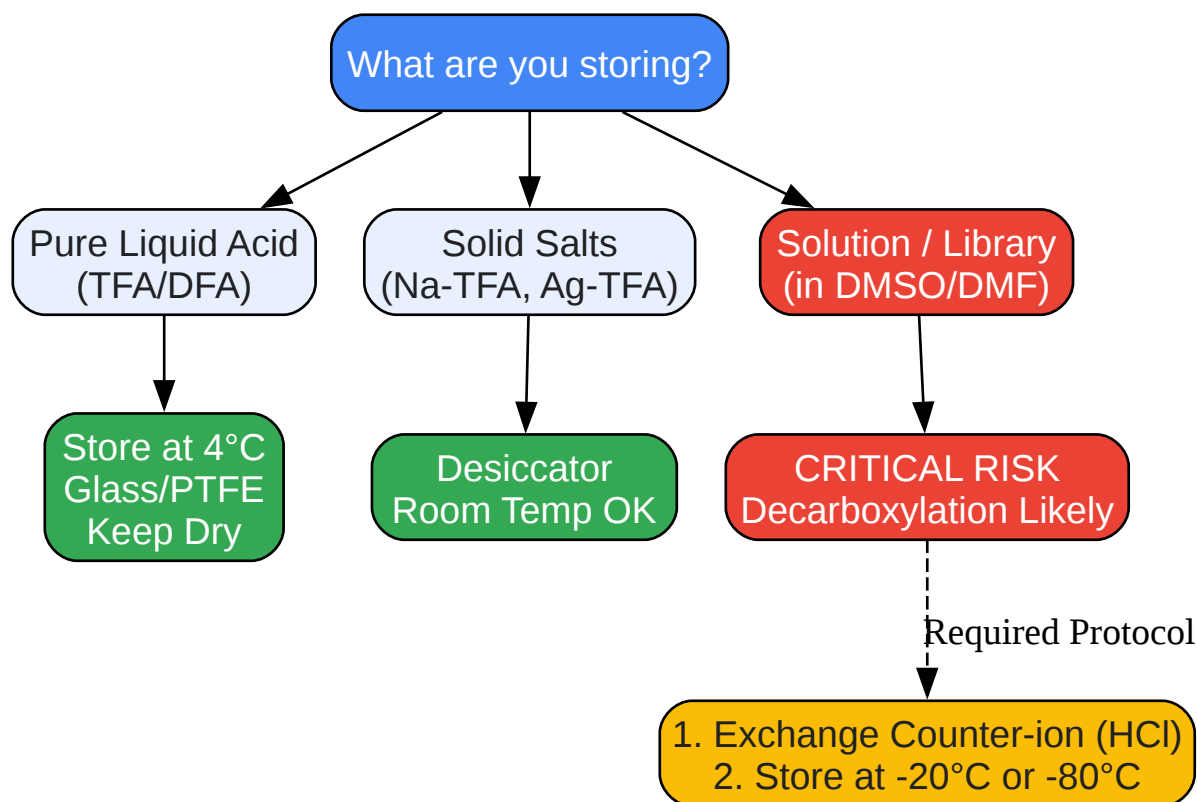 What are you storing?
Pure Liquid Acid
(TFA/DFA)
Solid Salts
(Na-TFA, Ag-TFA)
Solution / Library
(in DMSO/DMF)
Store at 4°C
Glass/PTFE
Keep Dry
Desiccator
Room Temp OK
CRITICAL RISK
Decarboxylation Likely
Required Protocol
1. Exchange Counter-ion (HCl)
2. Store at -20°C or -80°C